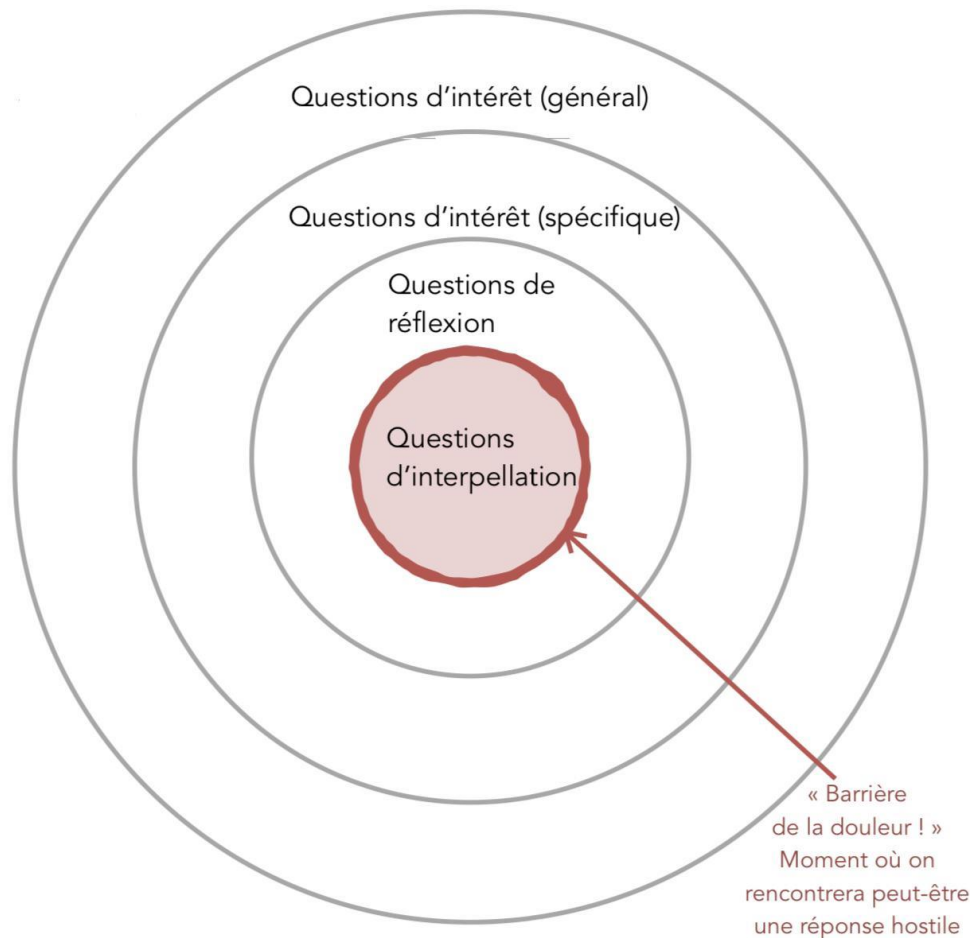 Questions d’intérêt (général)
Questions d’intérêt (spécifique)
Questions de
réflexion
Questions
d’interpellation
« Barrière
de la douleur ! »
Moment où on
rencontrera peut-être
une réponse hostile